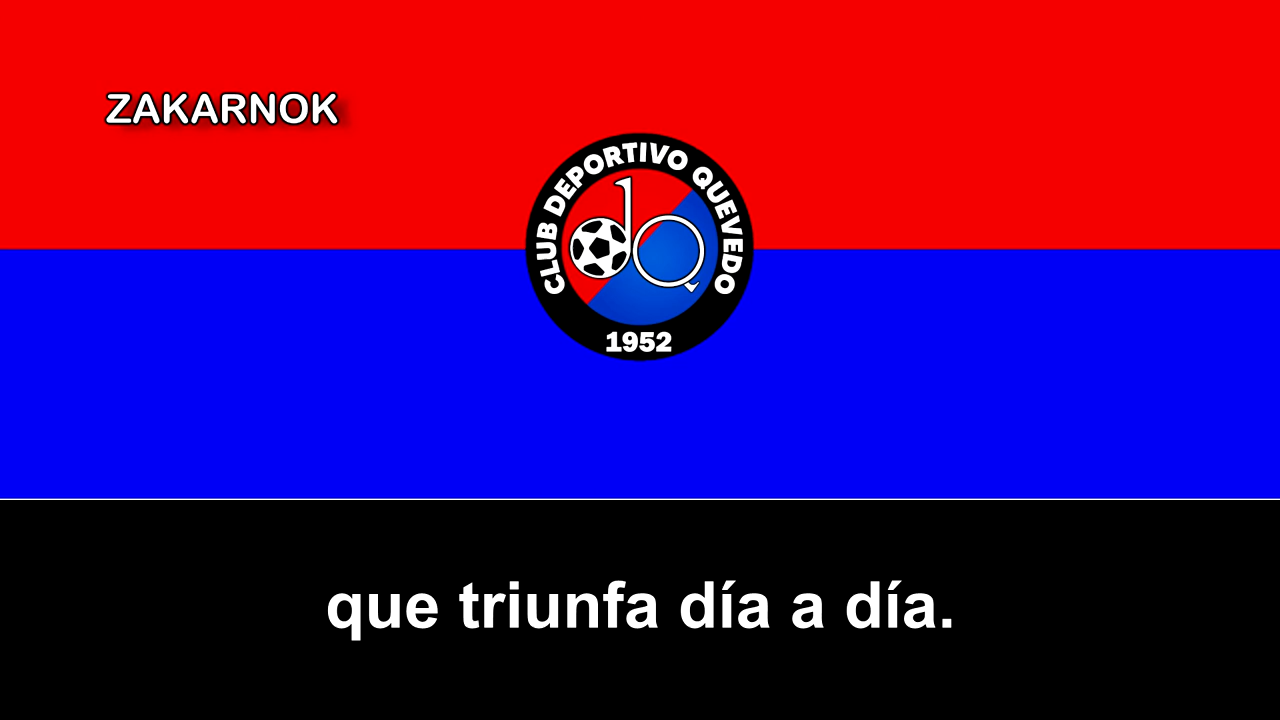 ZAKARNOK
CLUB DEPORTIVO QUEVEDO
dQ
1952
que triunfa día a día.